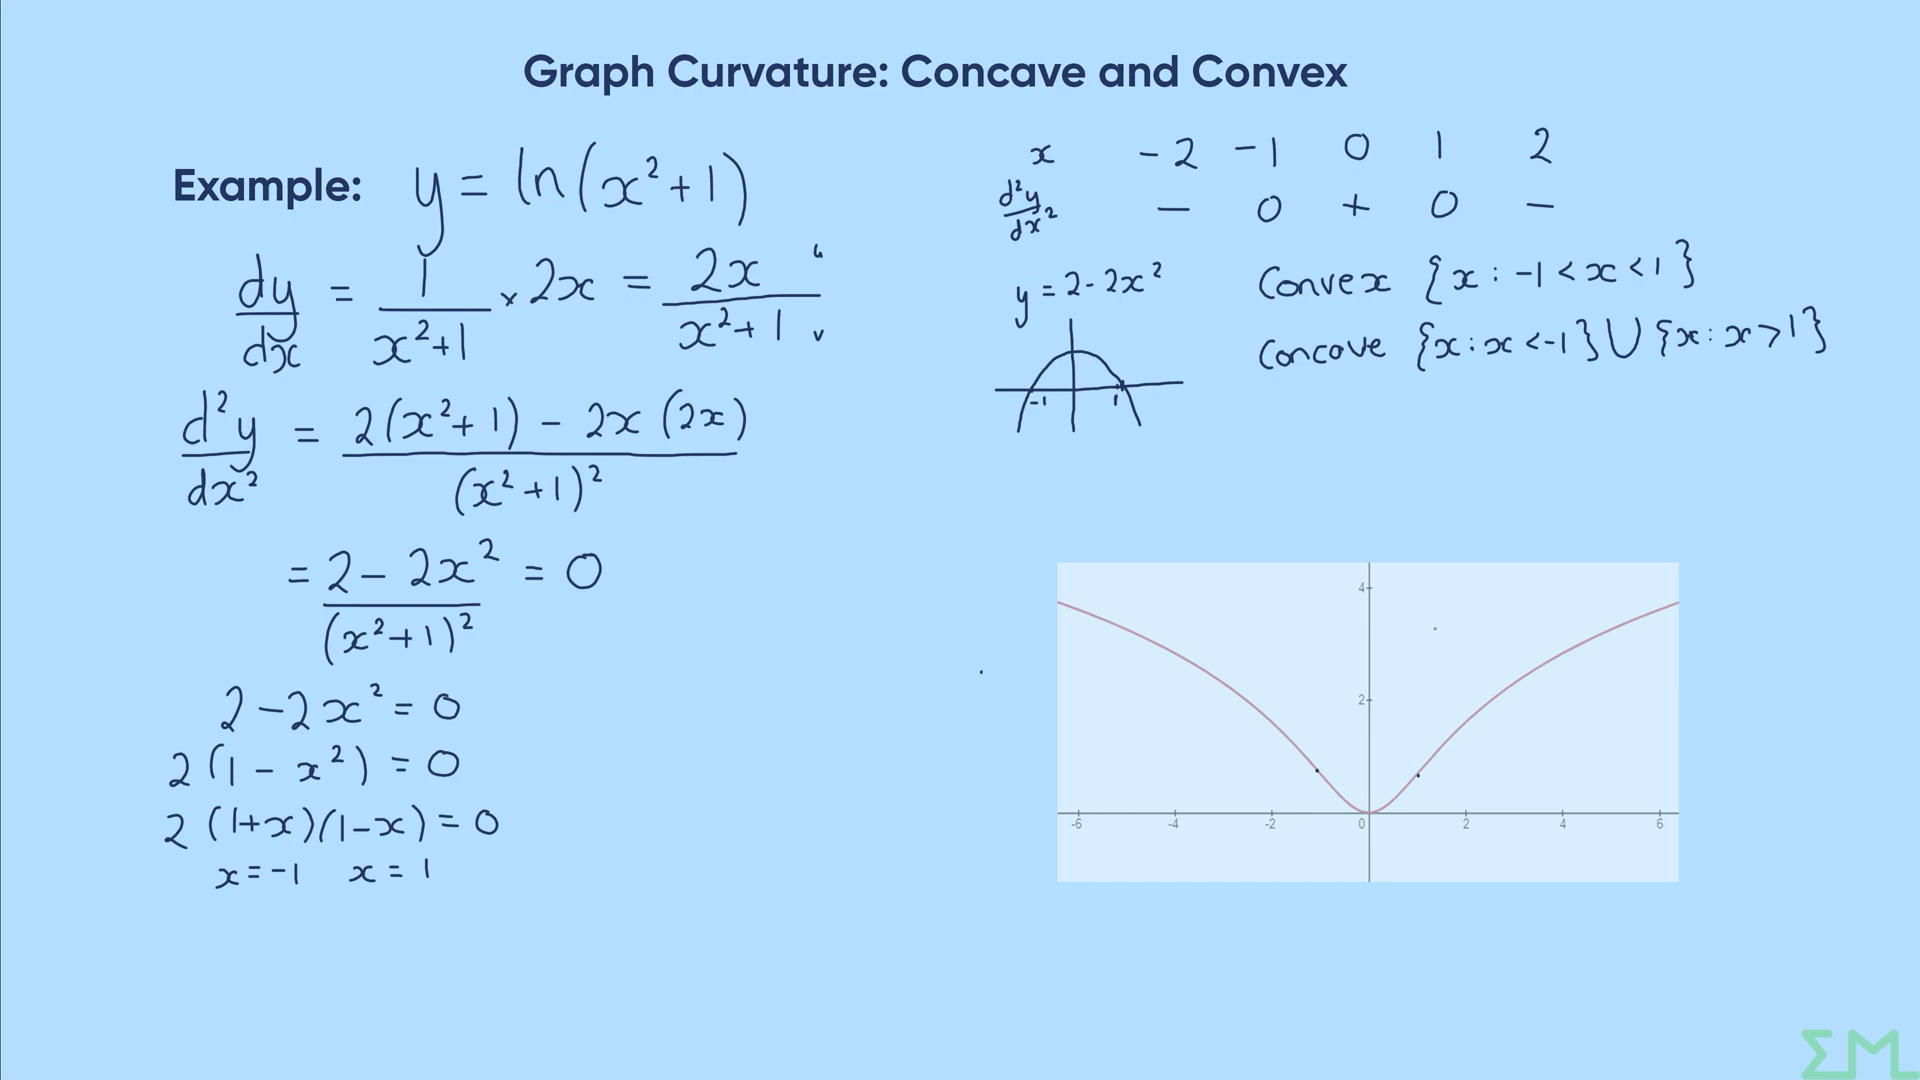 Graph Curvature: Concave and Convex
Example: y = ln(x²+1)
dy/dx = 1/(x²+1) × 2x = 2x/(x²+1) u v
d²y/dx² = (2(x²+1) - 2x(2x))/(x²+1)²
= (2 - 2x²)/(x²+1)² = 0
2 - 2x² = 0
2(1 - x²) = 0
2(1+x)(1-x) = 0
x = -1 x = 1
x -2 -1 0 1 2
d²y/dx² - 0 + 0 -
y = 2 - 2x²
-1 1
Convex {x : -1 < x < 1}
Concave {x : x < -1} ∪ {x : x > 1}
4
2
-6 -4 -2 0 2 4 6
ΣM